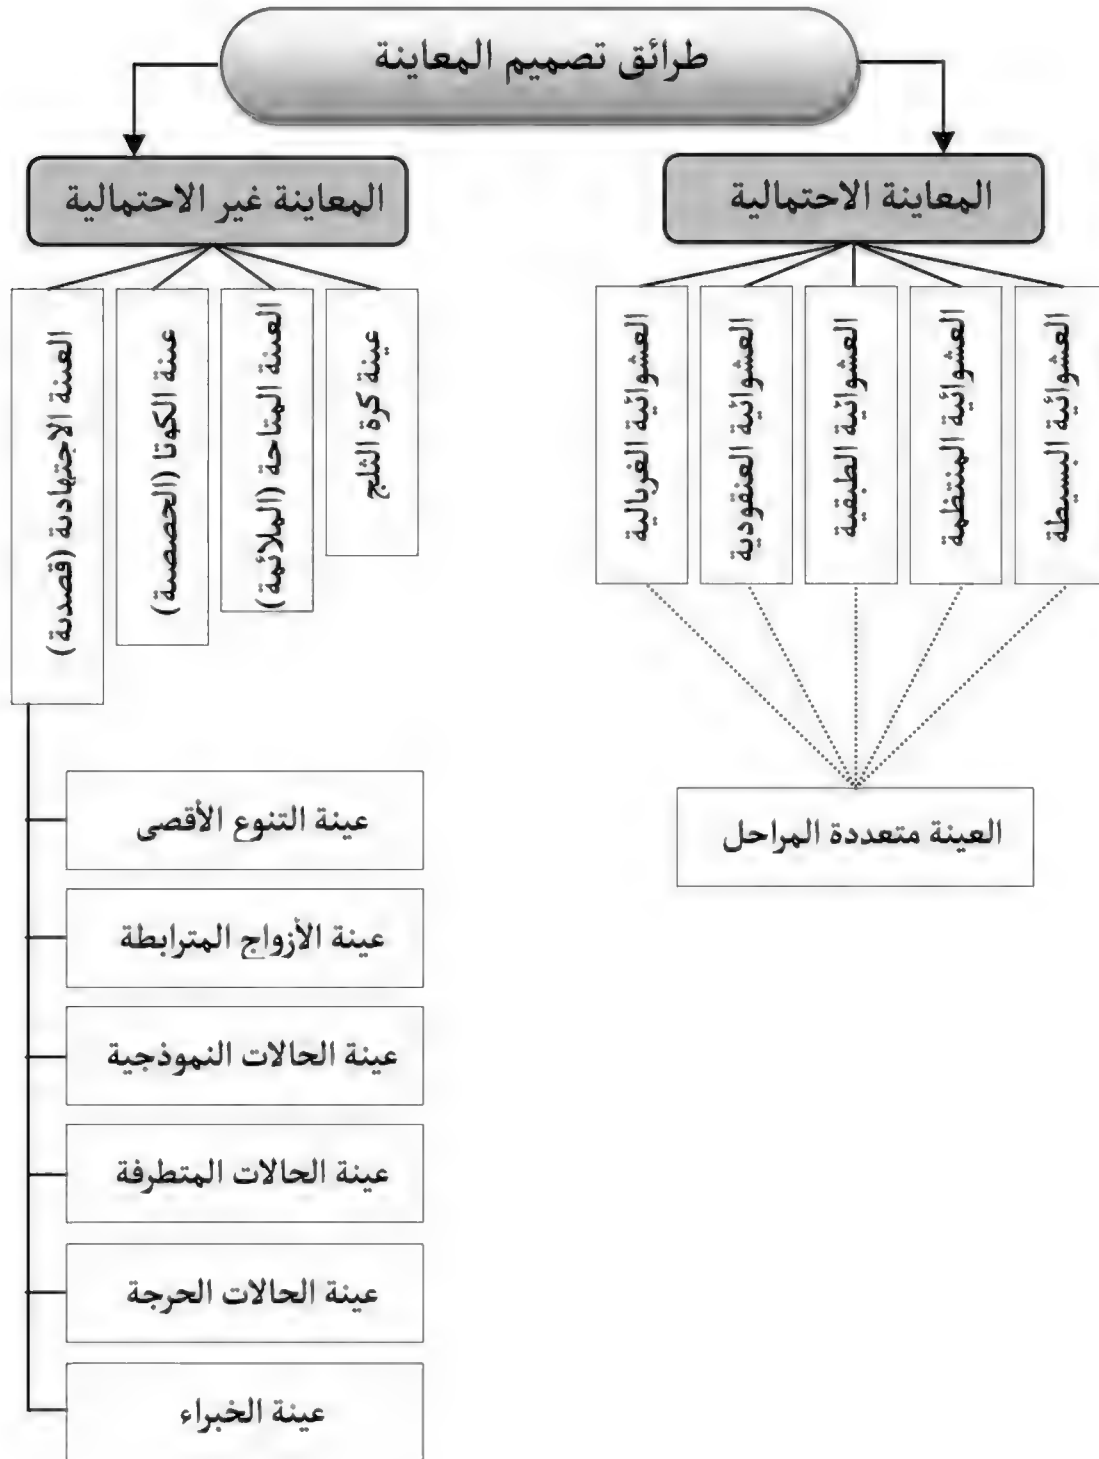 طرائق تصميم المعاينة
المعاينة الاحتمالية
المعاينة غير الاحتمالية
العشوائية البسيطة
العشوائية المنتظمة
العشوائية الطبقية
العشوائية العنقودية
العشوائية الغربالية
عينة كرة الثلج
العينة المتاحة (الملائمة)
عينة الكوتا (الحصصية)
العينة الاجتهادية (قصدية)
العينة متعددة المراحل
عينة التنوع الأقصى
عينة الأزواج المترابطة
عينة الحالات النموذجية
عينة الحالات المتطرفة
عينة الحالات الحرجة
عينة الخبراء